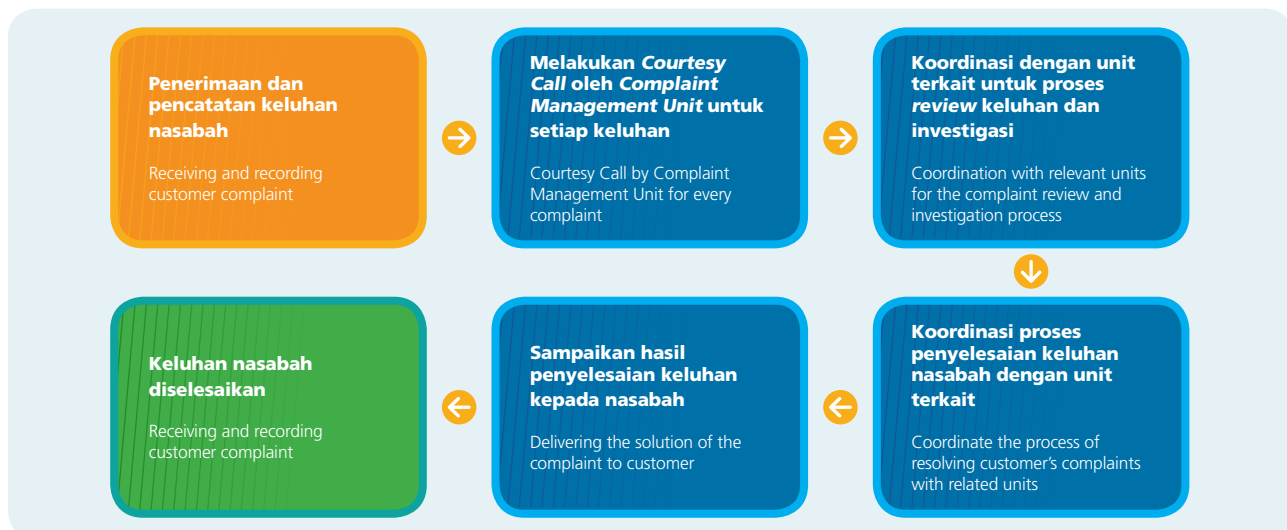 Penerimaan dan
pencatatan keluhan
nasabah
Receiving and recording
customer complaint
Melakukan Courtesy
Call oleh Complaint
Management Unit untuk
setiap keluhan
Courtesy Call by Complaint
Management Unit for every
complaint
Koordinasi dengan unit
terkait untuk proses
review keluhan dan
investigasi
Coordination with relevant units
for the complaint review and
investigation process
Koordinasi proses
penyelesaian keluhan
nasabah dengan unit
terkait
Coordinate the process of
resolving customer's complaints
with related units
Sampaikan hasil
penyelesaian keluhan
kepada nasabah
Delivering the solution of the
complaint to customer
Keluhan nasabah
diselesaikan
Receiving and recording
customer complaint